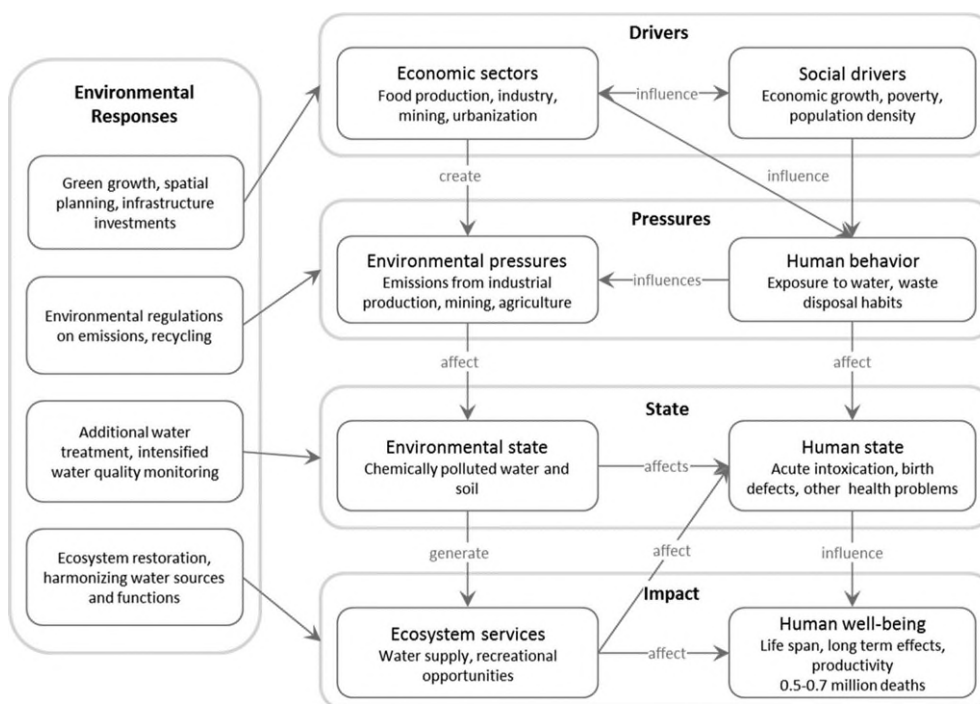 Environmental
Responses
Green growth, spatial
planning, infrastructure
investments
Environmental regulations
on emissions, recycling
Additional water
treatment, intensified
water quality monitoring
Ecosystem restoration,
harmonizing water sources
and functions
Drivers
Economic sectors
Food production, industry,
mining, urbanization
influence
Social drivers
Economic growth, poverty,
population density
create
influence
Pressures
Environmental pressures
Emissions from industrial
production, mining, agriculture
influences
Human behavior
Exposure to water, waste
disposal habits
affect
affect
State
Environmental state
Chemically polluted water and
soil
affects
Human state
Acute intoxication, birth
defects, other health problems
generate
affect
influence
Impact
Ecosystem services
Water supply, recreational
opportunities
affect
Human well-being
Life span, long term effects,
productivity
0.5-0.7 million deaths